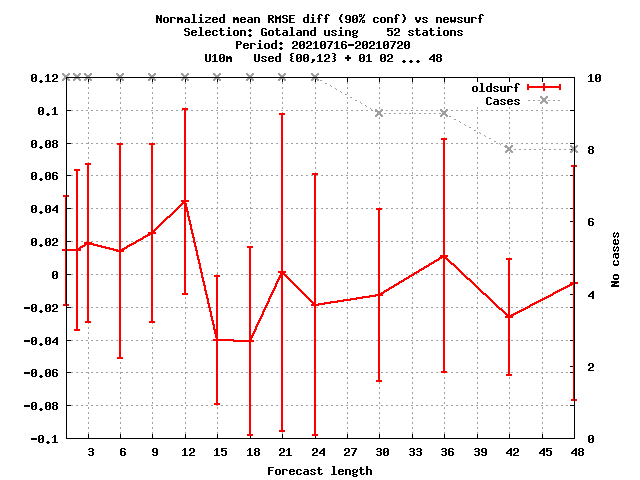 Normalized mean RMSE diff (90% conf) vs newsurf
Selection: Gotaland using    52 stations
Period: 20210716-20210720
U10m   Used {00,12} + 01 02 ... 48
oldsurf
Cases
0.12
0.1
0.08
0.06
0.04
0.02
0
-0.02
-0.04
-0.06
-0.08
-0.1
10
8
6
4
2
0
No cases
3 6 9 12 15 18 21 24 27 30 33 36 39 42 45 48
Forecast length